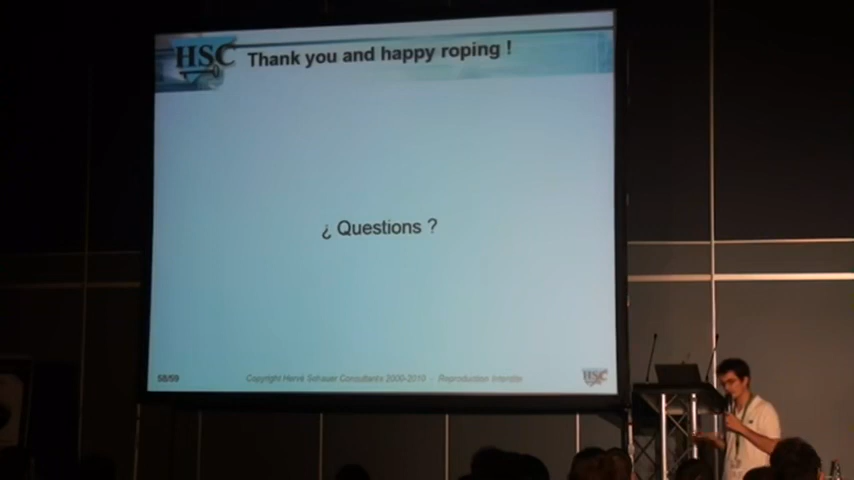 HSC
Thank you and happy roping !
¿ Questions ?
58/59
Copyright Hervé Schauer Consultants 2000-2010 - Reproduction Interdite
HSC